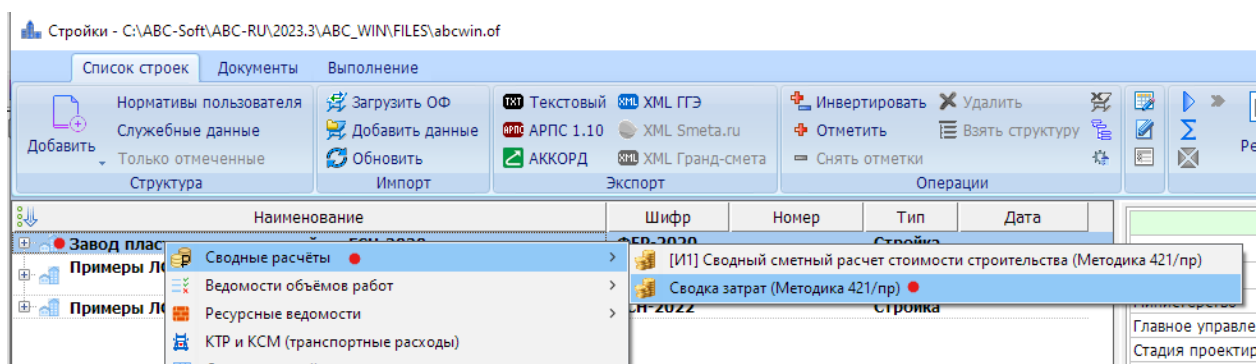 Стройки - C:\ABC-Soft\ABC-RU\2023.3\ABC_WIN\FILES\abcwin.of
Список строек Документы Выполнение
Нормативы пользователя Загрузить ОФ TXT Текстовый XML XML ГГЭ Инвертировать Удалить
Добавить Служебные данные Добавить данные АРПС АРПС 1.10 XML Smeta.ru Отметить Взять структуру
Только отмеченные Обновить АККОРД XML XML Гранд-смета Снять отметки
Структура Импорт Экспорт Операции
Наименование Шифр Номер Тип Дата
Завод ФЕР-2020 Стройка
Сводные расчёты [И1] Сводный сметный расчет стоимости строительства (Методика 421/пр)
Примеры
Ведомости объёмов работ Сводка затрат (Методика 421/пр)
Примеры Ресурсные ведомости Стройка
Главное
КТР и КСМ (транспортные расходы) Стадия